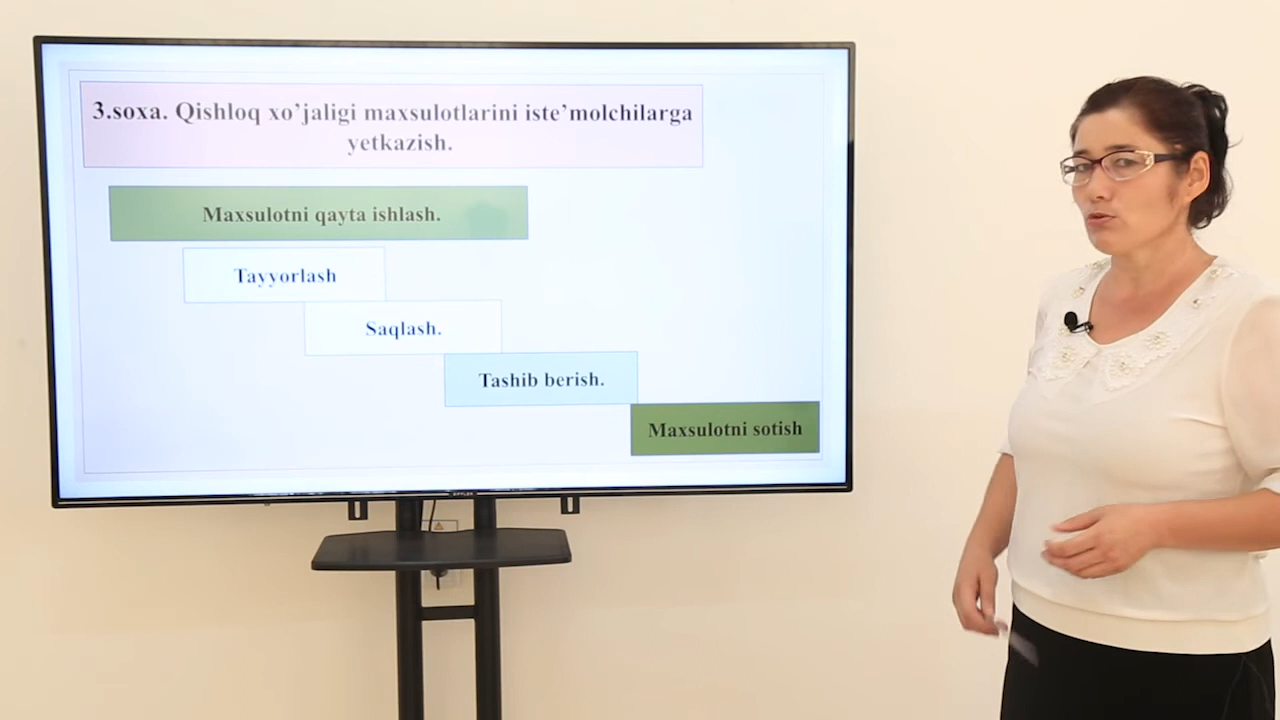 3.soxa. Qishloq xo’jaligi maxsulotlarini iste’molchilarga
yetkazish.
Maxsulotni qayta ishlash.
Tayyorlash
Saqlash.
Tashib berish.
Maxsulotni sotish